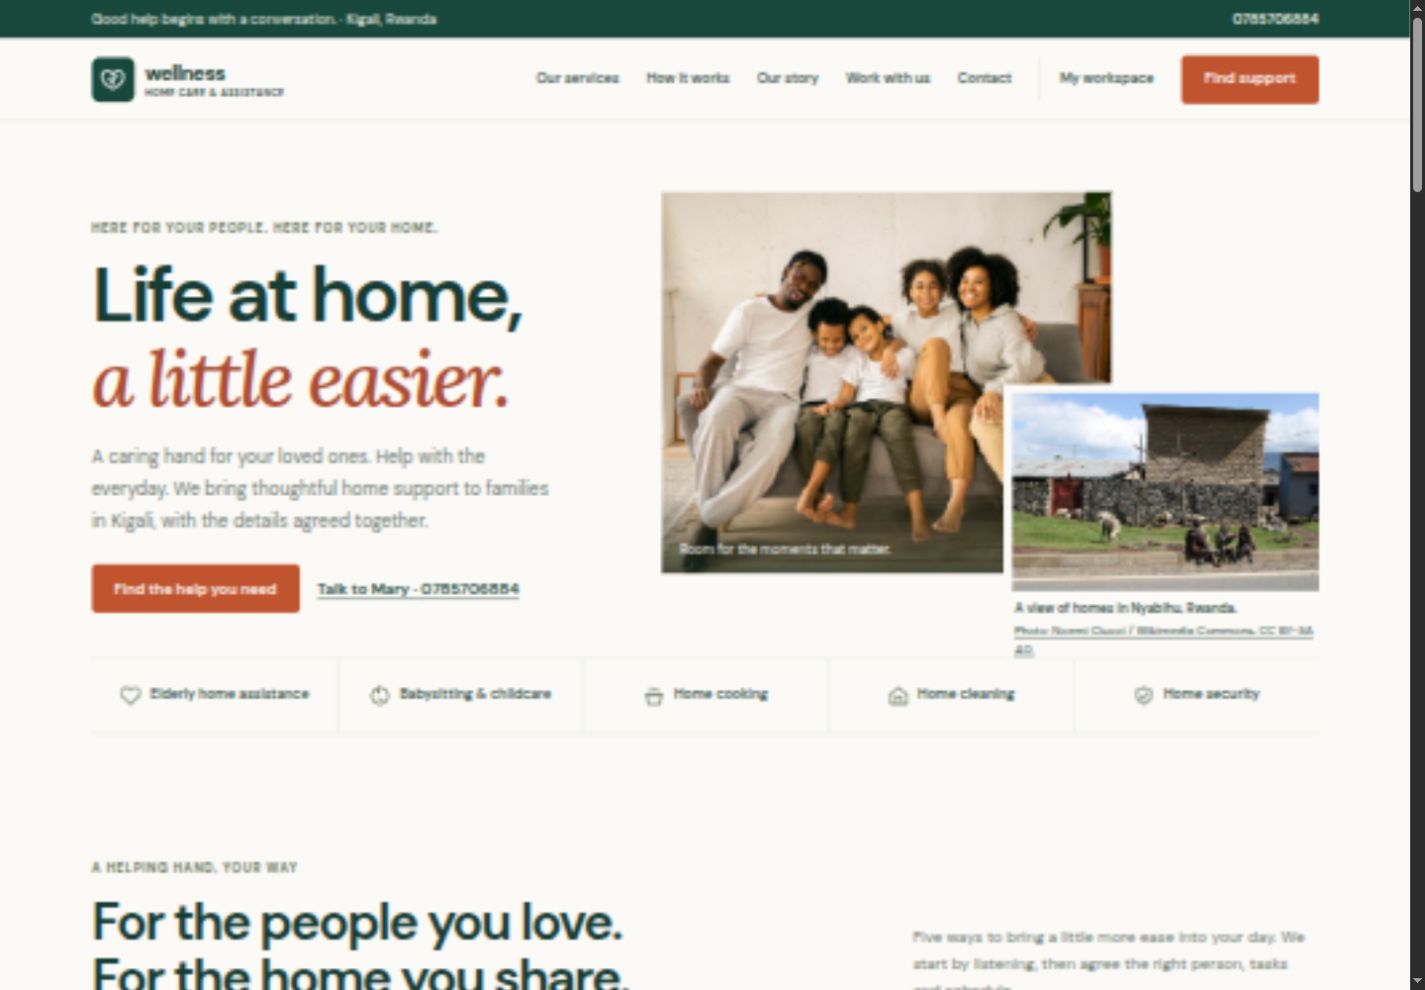 Good help begins with a conversation. · Kigali, Rwanda
0785706884
wellness
HOME CARE & ASSISTANCE
Our services
How it works
Our story
Work with us
Contact
My workspace
Find support
HERE FOR YOUR PEOPLE. HERE FOR YOUR HOME.
Life at home,
a little easier.
A caring hand for your loved ones. Help with the
everyday. We bring thoughtful home support to families
in Kigali, with the details agreed together.
Find the help you need
Talk to Mary · 0785706884
Room for the moments that matter.
A view of homes in Nyabihu, Rwanda.
Photo: / Wikimedia Commons, CC BY-SA
4.0.
Elderly home assistance
Babysitting & childcare
Home cooking
Home cleaning
Home security
A HELPING HAND, YOUR WAY
For the people you love.
For the home you share.
Five ways to bring a little more ease into your day. We
start by listening, then agree the right person, tasks
and schedule.